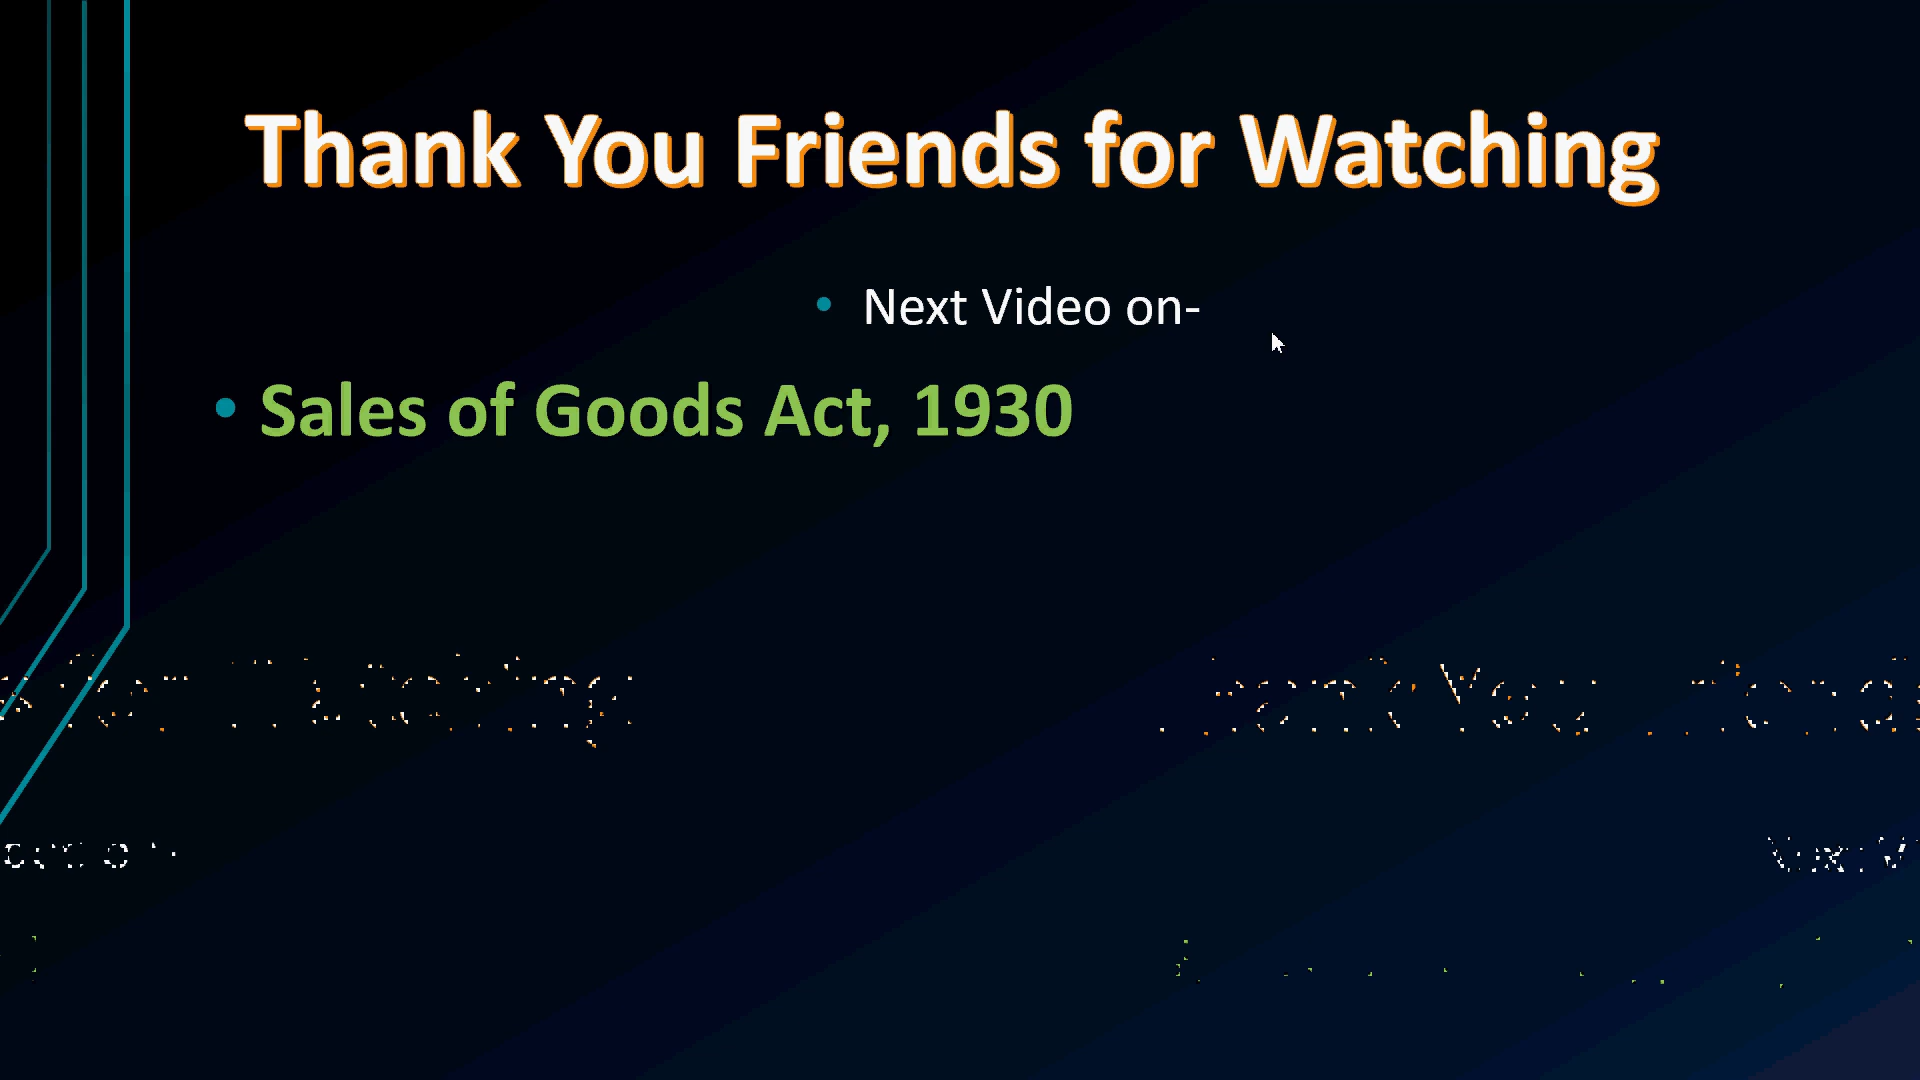 Thank You Friends for Watching
• Next Video on-
• Sales of Goods Act, 1930